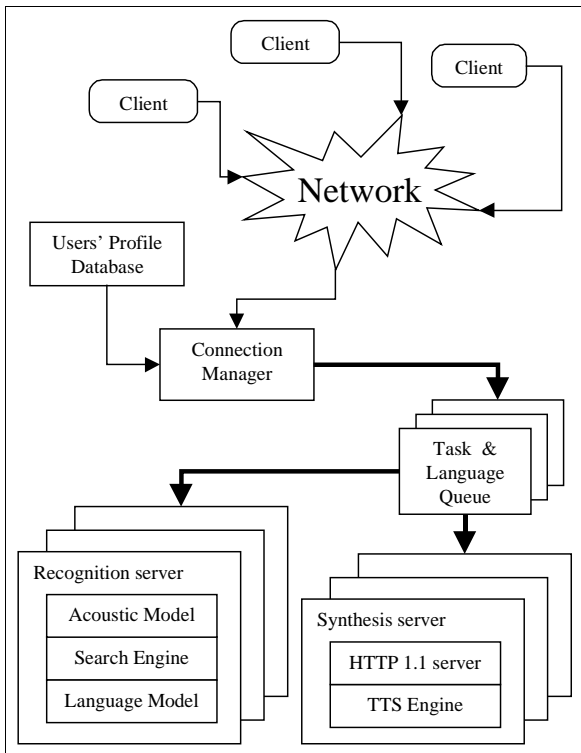 Client
Client
Client
Network
Users' Profile
Database
Connection
Manager
Task &
Language
Queue
Recognition server
Acoustic Model
Search Engine
Language Model
Synthesis server
HTTP 1.1 server
TTS Engine